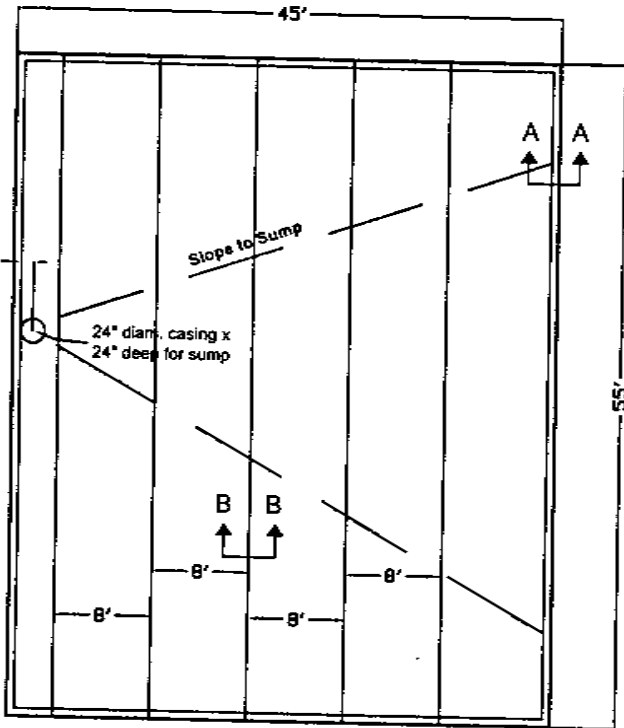 45'
A A
Slope to Sump
24" diam. casing x
24" deep for sump
55'
B B
8' 8'
8' 8'